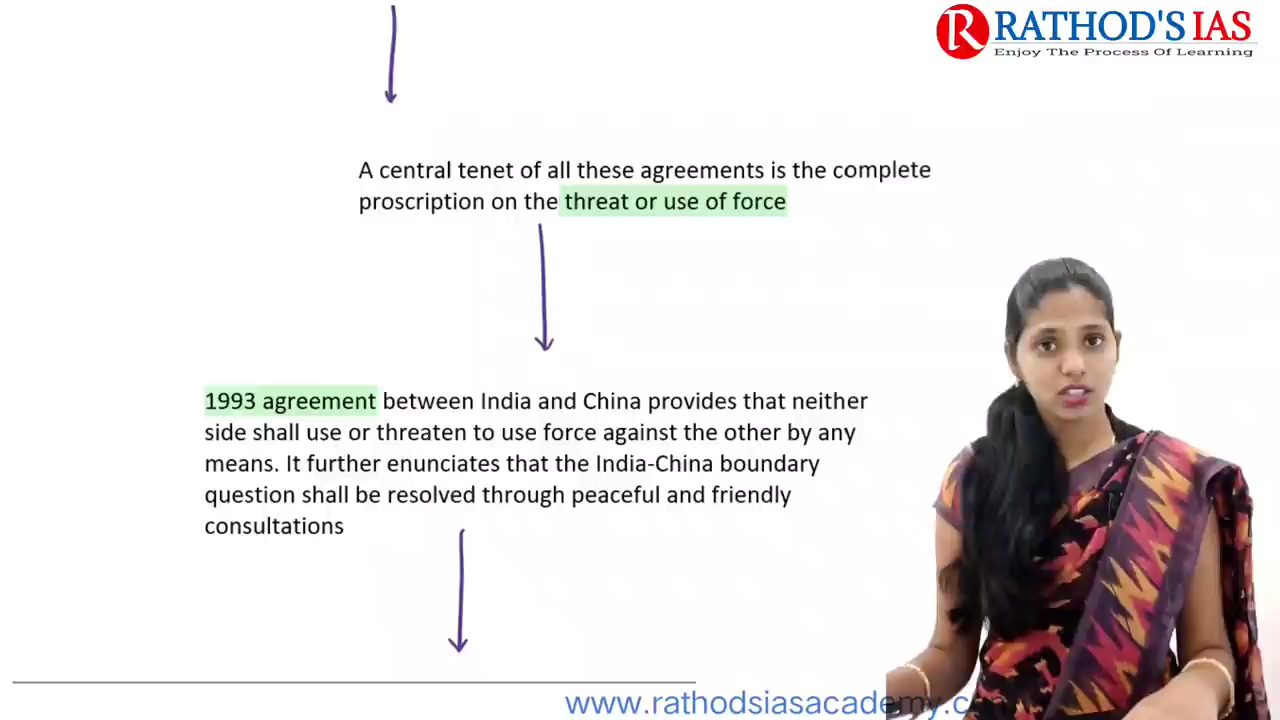 R RATHOD'S IAS
Enjoy The Process Of Learning
A central tenet of all these agreements is the complete
proscription on the threat or use of force
1993 agreement between India and China provides that neither
side shall use or threaten to use force against the other by any
means. It further enunciates that the India-China boundary
question shall be resolved through peaceful and friendly
consultations
www.rathodsiasacademy.c